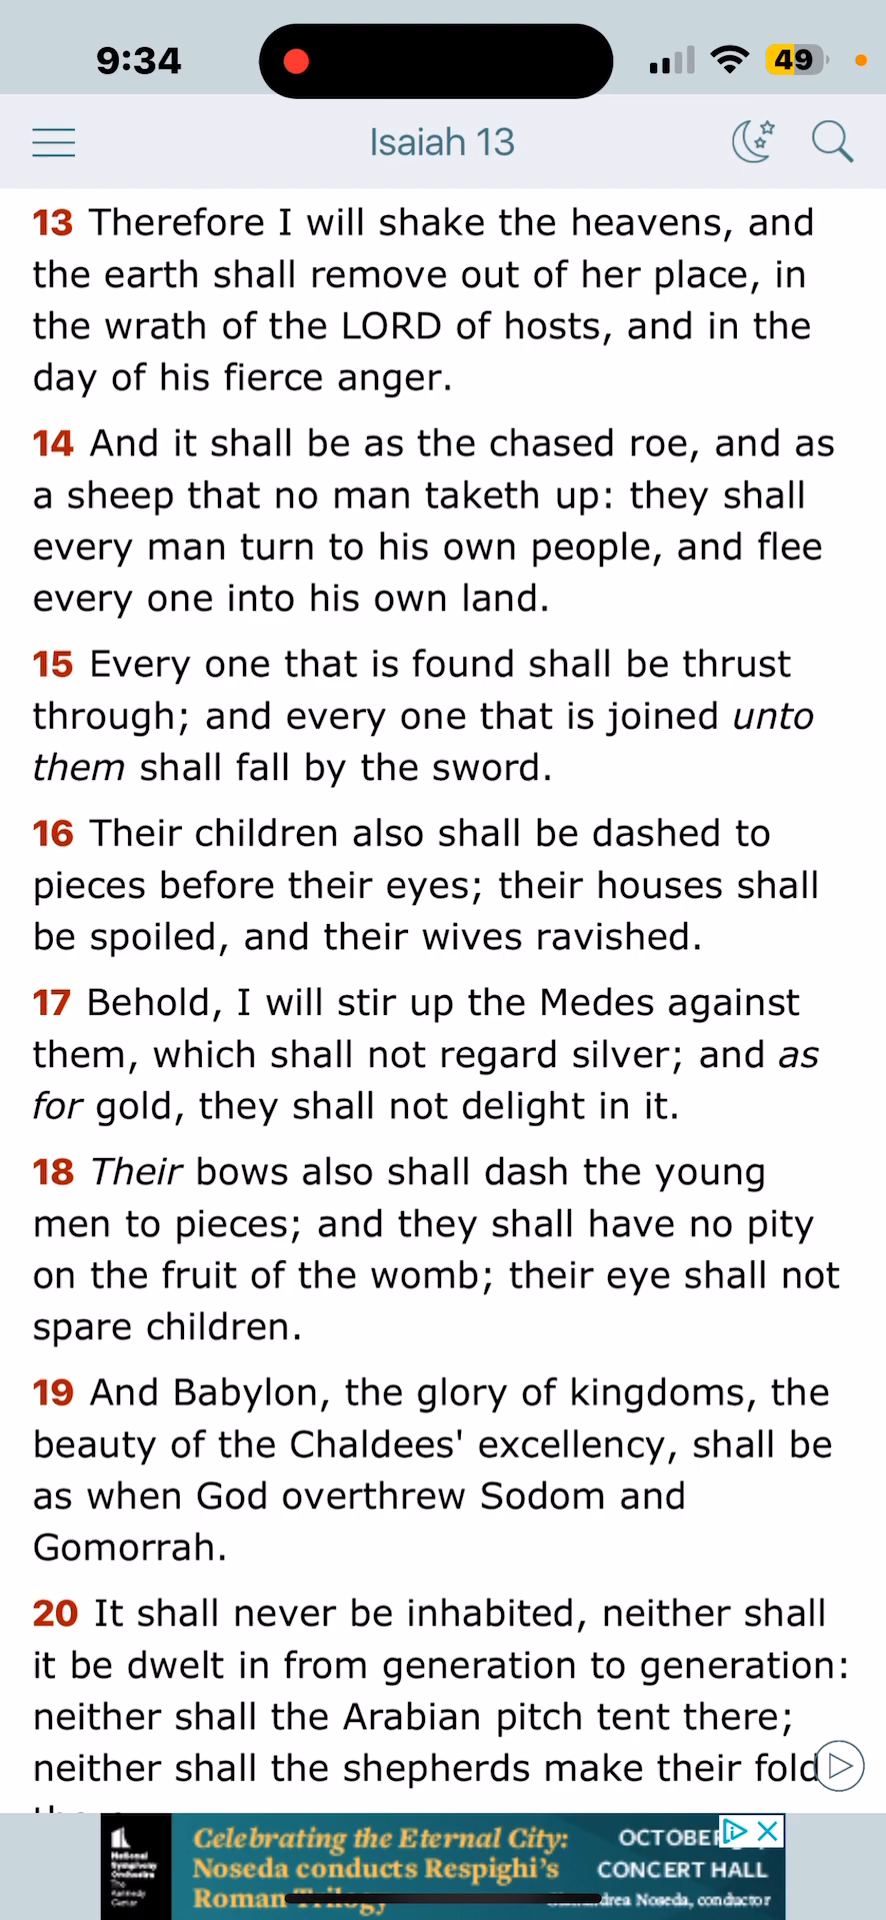 9:34
49
Isaiah 13
13 Therefore I will shake the heavens, and
the earth shall remove out of her place, in
the wrath of the LORD of hosts, and in the
day of his fierce anger.
14 And it shall be as the chased roe, and as
a sheep that no man taketh up: they shall
every man turn to his own people, and flee
every one into his own land.
15 Every one that is found shall be thrust
through; and every one that is joined unto
them shall fall by the sword.
16 Their children also shall be dashed to
pieces before their eyes; their houses shall
be spoiled, and their wives ravished.
17 Behold, I will stir up the Medes against
them, which shall not regard silver; and as
for gold, they shall not delight in it.
18 Their bows also shall dash the young
men to pieces; and they shall have no pity
on the fruit of the womb; their eye shall not
spare children.
19 And Babylon, the glory of kingdoms, the
beauty of the Chaldees' excellency, shall be
as when God overthrew Sodom and
Gomorrah.
20 It shall never be inhabited, neither shall
it be dwelt in from generation to generation:
neither shall the Arabian pitch tent there;
neither shall the shepherds make their fold
National
Symphony
Orchestra
The
Kennedy
Center
Celebrating the Eternal City:
Noseda conducts Respighi's
Roman
CONCERT HALL
Noseda, conductor